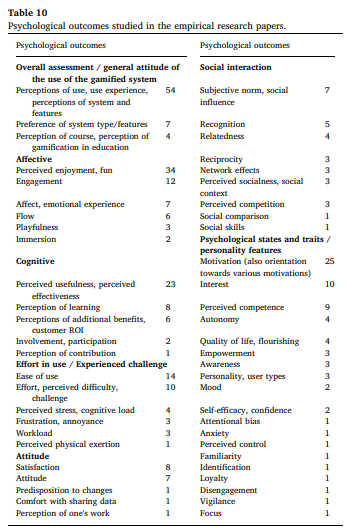 Table 10
Psychological outcomes studied in the empirical research papers.
Psychological outcomes
Overall assessment / general attitude of
the use of the gamified system
Perceptions of use, use experience, 54
perceptions of system and
features
Preference of system type/features 7
Perception of course, perception of 4
gamification in education
Affective
Perceived enjoyment, fun 34
Engagement 12
Affect, emotional experience 7
Flow 6
Playfulness 3
Immersion 2
Cognitive
Perceived usefulness, perceived 23
effectiveness
Perception of learning 8
Perceptions of additional benefits, 6
customer ROI
Involvement, participation 2
Perception of contribution 1
Effort in use / Experienced challenge
Ease of use 14
Effort, perceived difficulty, 10
challenge
Perceived stress, cognitive load 4
Frustration, annoyance 3
Workload 3
Perceived physical exertion 1
Attitude
Satisfaction 8
Attitude 7
Predisposition to changes 1
Comfort with sharing data 1
Perception of one's work 1
Psychological outcomes
Social interaction
Subjective norm, social 7
influence
Recognition 5
Relatedness 4
Reciprocity 3
Network effects 3
Perceived socialness, social 3
context
Perceived competition 3
Social comparison 1
Social skills 1
Psychological states and traits /
personality features
Motivation (also orientation 25
towards various motivations)
Interest 10
Perceived competence 9
Autonomy 4
Quality of life, flourishing 4
Empowerment 3
Awareness 3
Personality, user types 3
Mood 2
Self-efficacy, confidence 2
Attentional bias 1
Anxiety 1
Perceived control 1
Familiarity 1
Identification 1
Loyalty 1
Disengagement 1
Vigilance 1
Focus 1